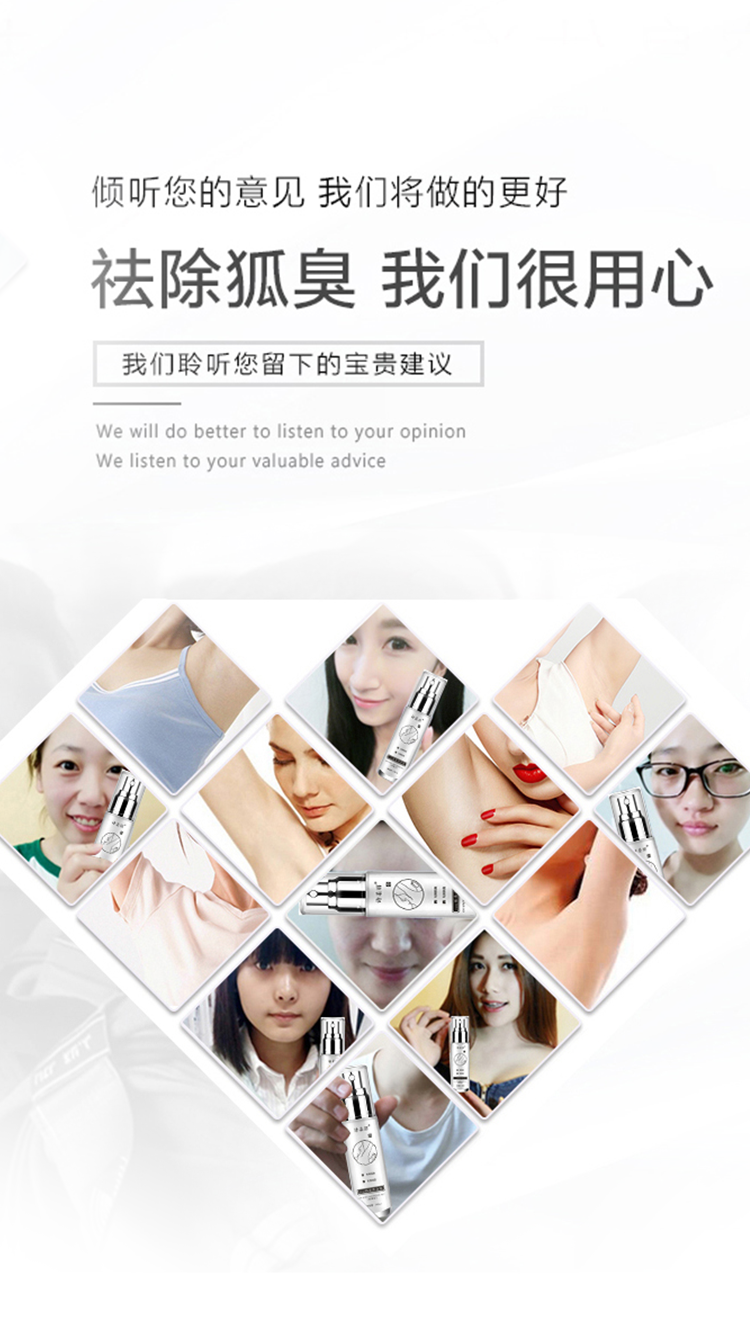 倾听您的意见 我们将做的更好
祛除狐臭 我们很用心
我们聆听您留下的宝贵建议
We will do better to listen to your opinion
We listen to your valuable advice